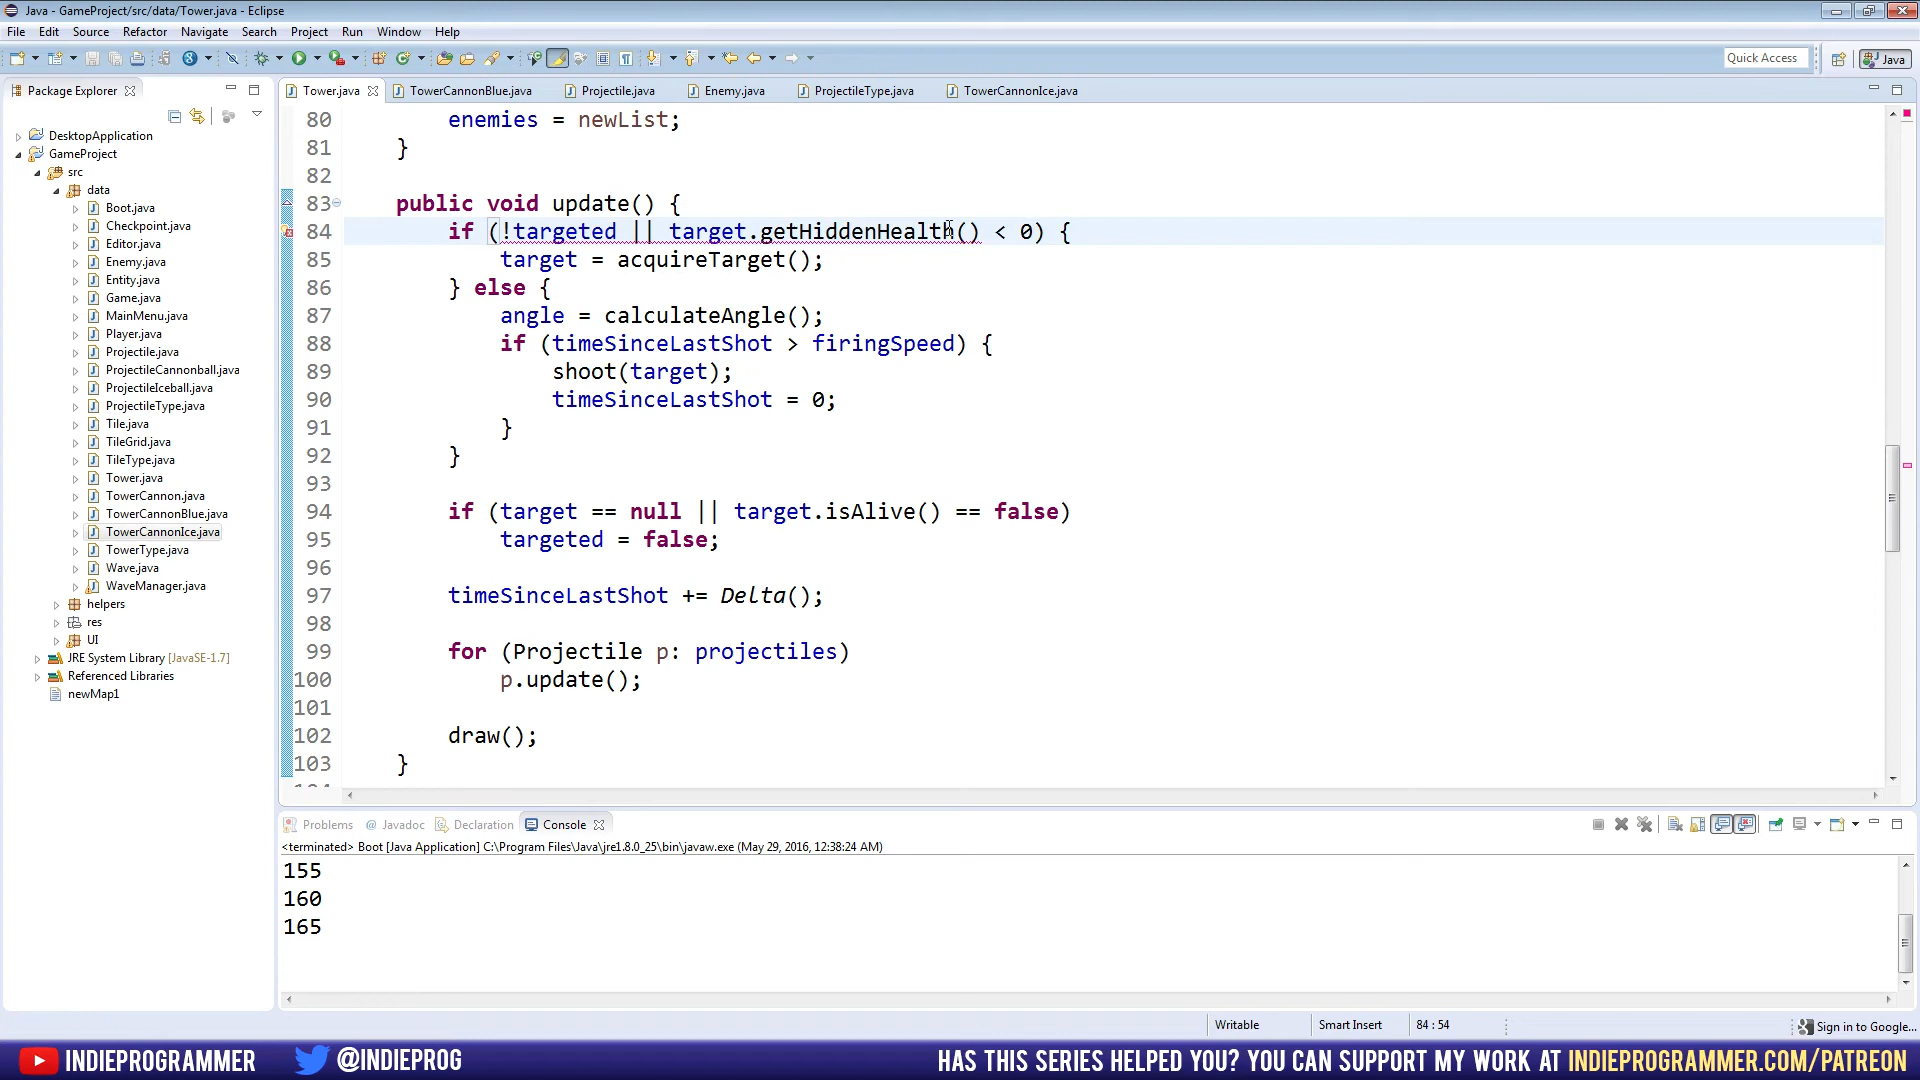 Java - GameProject/src/data/Tower.java - Eclipse
File Edit Source Refactor Navigate Search Project Run Window Help
Quick Access Java
Package Explorer
Tower.java TowerCannonBlue.java Projectile.java Enemy.java ProjectileType.java TowerCannonIce.java
DesktopApplication
GameProject
src
data
Boot.java
Checkpoint.java
Editor.java
Enemy.java
Entity.java
Game.java
MainMenu.java
Player.java
Projectile.java
ProjectileCannonball.java
ProjectileIceball.java
ProjectileType.java
Tile.java
TileGrid.java
TileType.java
Tower.java
TowerCannon.java
TowerCannonBlue.java
TowerCannonIce.java
TowerType.java
Wave.java
WaveManager.java
helpers
res
UI
JRE System Library [JavaSE-1.7]
Referenced Libraries
newMap1
80 enemies = newList;
81 }
82
83 public void update() {
84 if (!targeted || target.getHiddenHealth() < 0) {
85 target = acquireTarget();
86 } else {
87 angle = calculateAngle();
88 if (timeSinceLastShot > firingSpeed) {
89 shoot(target);
90 timeSinceLastShot = 0;
91 }
92 }
93
94 if (target == null || target.isAlive() == false)
95 targeted = false;
96
97 timeSinceLastShot += Delta();
98
99 for (Projectile p: projectiles)
100 p.update();
101
102 draw();
103 }
Problems @ Javadoc Declaration Console
<terminated> Boot [Java Application] C:\Program Files\Java\jre1.8.0_25\bin\javaw.exe (May 29, 2016, 12:38:24 AM)
155
160
165
Writable Smart Insert 84 : 54 Sign in to Google...
INDIEPROGRAMMER @INDIEPROG HAS THIS SERIES HELPED YOU? YOU CAN SUPPORT MY WORK AT INDIEPROGRAMMER.COM/PATREON